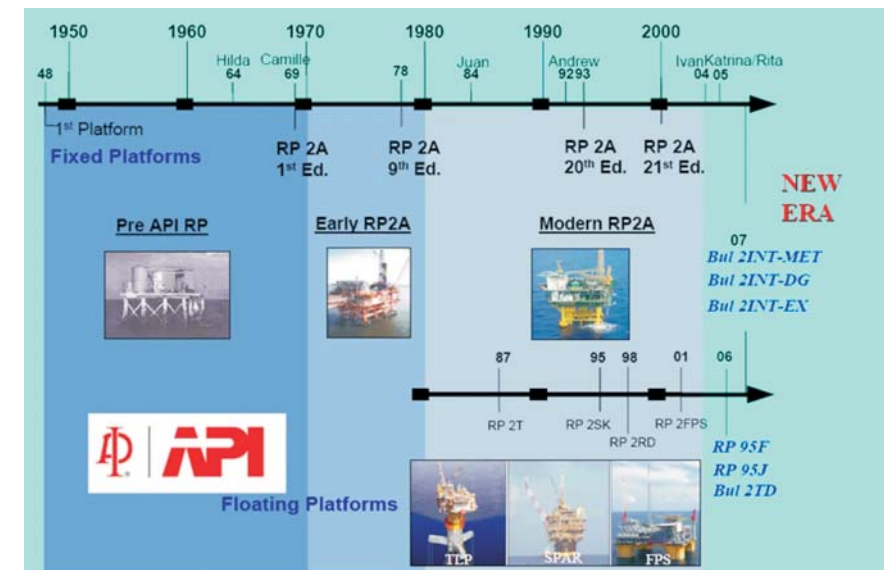 1950 1960 1970 1980 1990 2000
Hilda Camille Juan Andrew Ivan Katrina/Rita
48 64 69 78 84 92 93 04 05
1st Platform
Fixed Platforms
RP 2A RP 2A RP 2A RP 2A
1st Ed. 9th Ed. 20th Ed. 21st Ed.
NEW
ERA
Pre API RP Early RP2A Modern RP2A
07
Bul 2INT-MET
Bul 2INT-DG
Bul 2INT-EX
87 95 98 01 06
RP 2T RP 2SK RP 2FPS
RP 2RD
RP 95F
RP 95J
Bul 2TD
API
Floating Platforms
TLP SPAR FPS